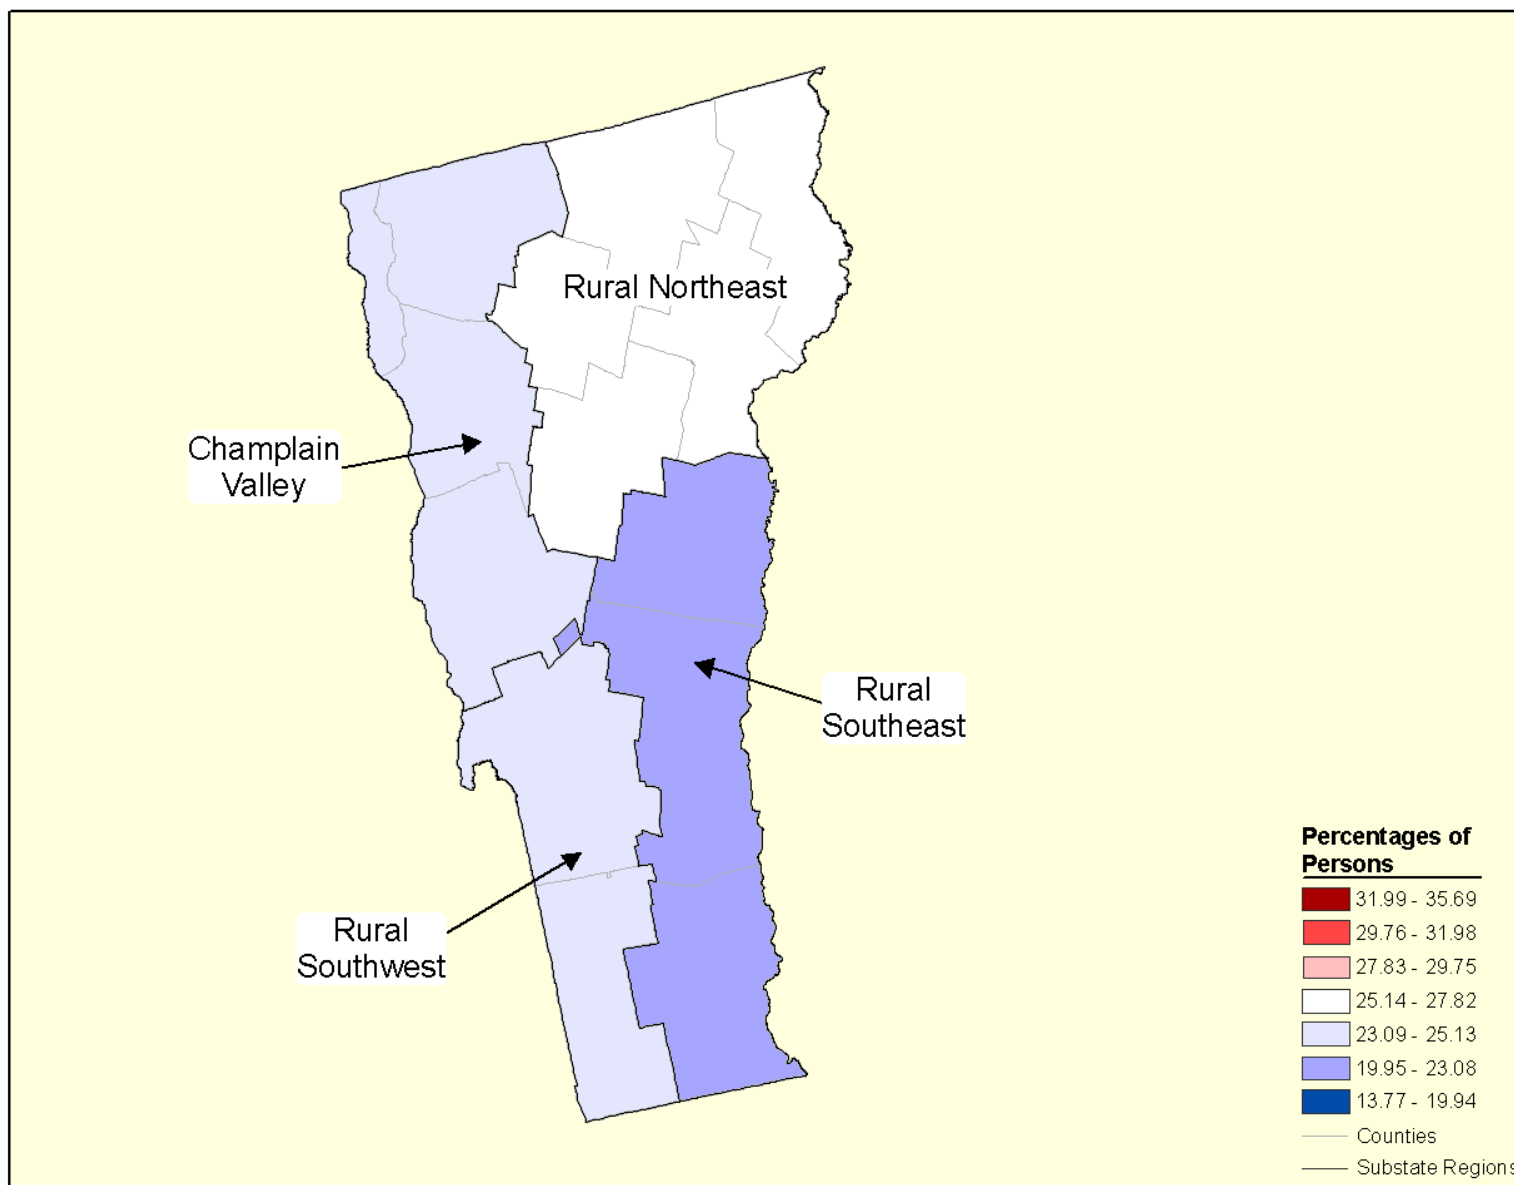 Rural Northeast
Champlain
Valley
Rural
Southeast
Rural
Southwest
Percentages of
Persons
31.99 - 35.69
29.76 - 31.98
27.83 - 29.75
25.14 - 27.82
23.09 - 25.13
19.95 - 23.08
13.77 - 19.94
Counties
Substate Regions